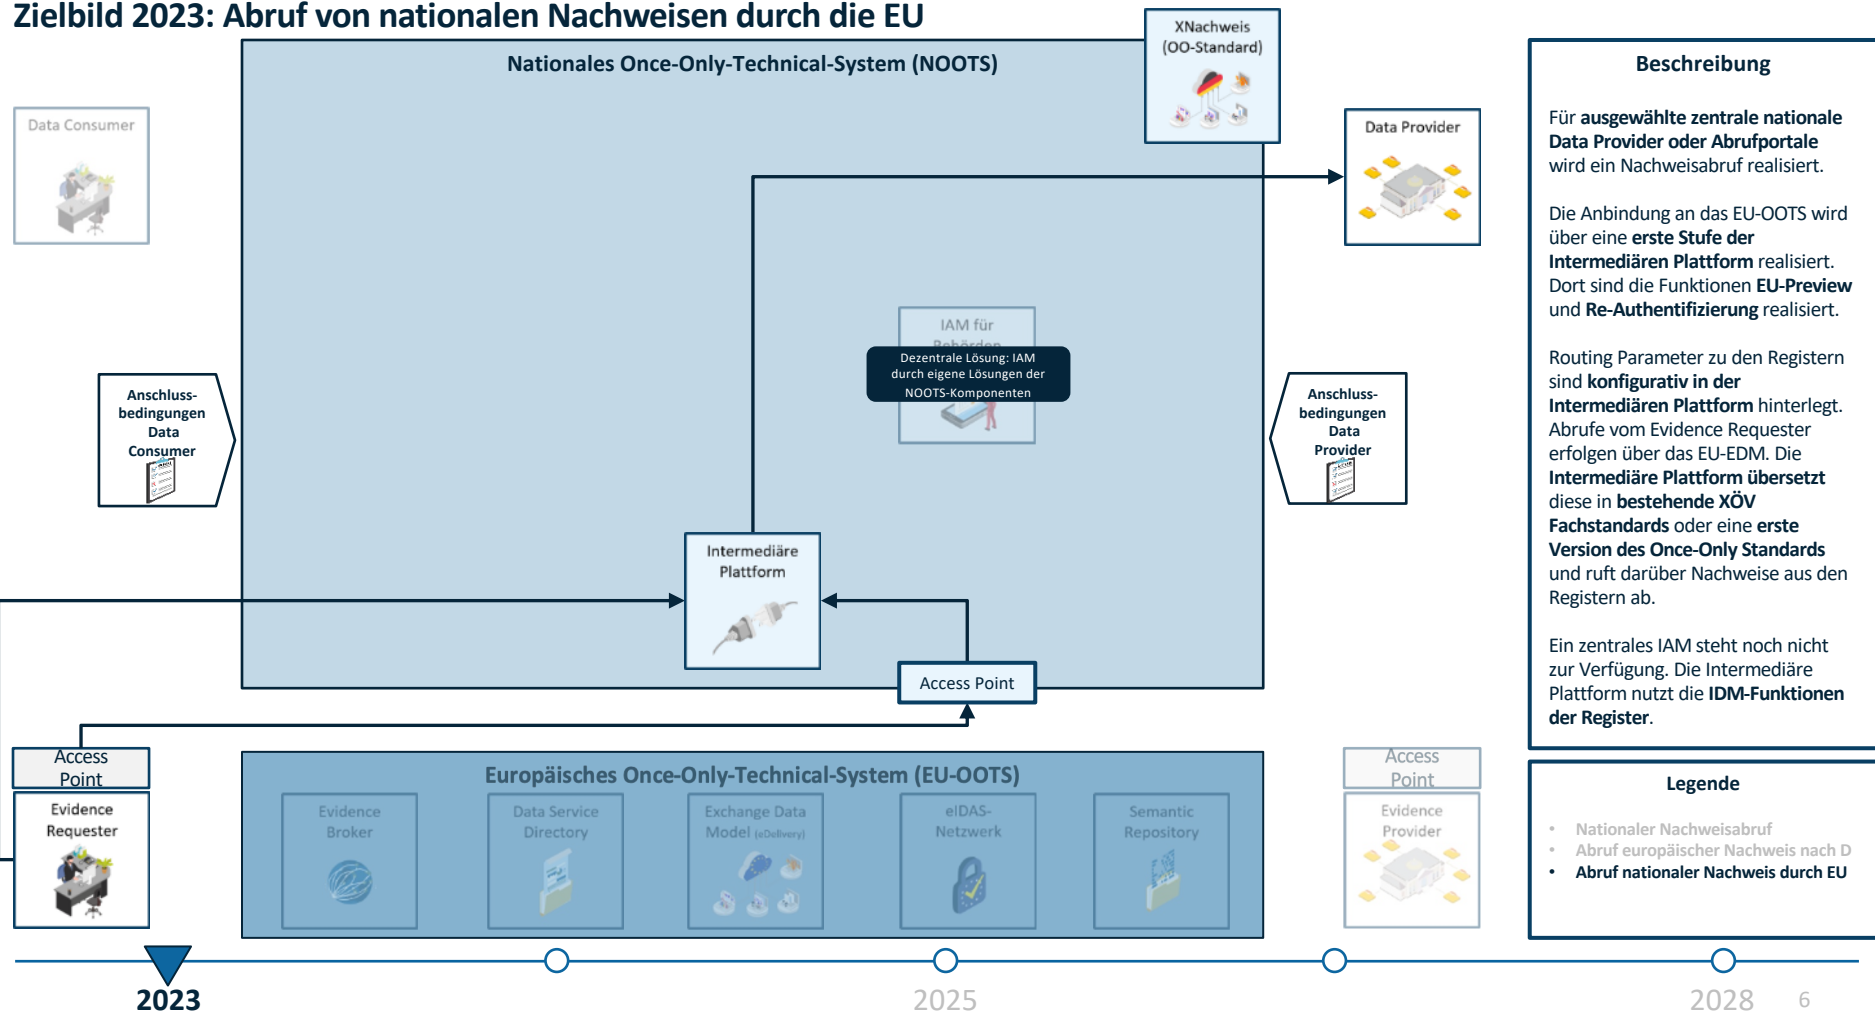 Zielbild 2023: Abruf von nationalen Nachweisen durch die EU
XNachweis
(OO-Standard)
Nationales Once-Only-Technical-System (NOOTS)
Data Consumer
Data Provider
IAM für
Behörden
Dezentrale Lösung: IAM
durch eigene Lösungen der
NOOTS-Komponenten
Anschluss-
bedingungen
Data
Consumer
Anschluss-
bedingungen
Data
Provider
Intermediäre
Plattform
Access Point
Access
Point
Evidence
Requester
Europäisches Once-Only-Technical-System (EU-OOTS)
Evidence
Broker
Data Service
Directory
Exchange Data
Model (eDelivery)
eIDAS-
Netzwerk
Semantic
Repository
Access
Point
Evidence
Provider
Beschreibung
Für ausgewählte zentrale nationale
Data Provider oder Abrufportale
wird ein Nachweisabruf realisiert.
Die Anbindung an das EU-OOTS wird
über eine erste Stufe der
Intermediären Plattform realisiert.
Dort sind die Funktionen EU-Preview
und Re-Authentifizierung realisiert.
Routing Parameter zu den Registern
sind konfigurativ in der
Intermediären Plattform hinterlegt.
Abrufe vom Evidence Requester
erfolgen über das EU-EDM. Die
Intermediäre Plattform übersetzt
diese in bestehende XÖV
Fachstandards oder eine erste
Version des Once-Only Standards
und ruft darüber Nachweise aus den
Registern ab.
Ein zentrales IAM steht noch nicht
zur Verfügung. Die Intermediäre
Plattform nutzt die IDM-Funktionen
der Register.
Legende
• Nationaler Nachweisabruf
• Abruf europäischer Nachweis nach D
• Abruf nationaler Nachweis durch EU
2023
2025
2028
6